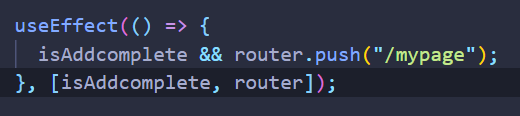 useEffect(() => {
  isAddcomplete && router.push("/mypage");
}, [isAddcomplete, router]);